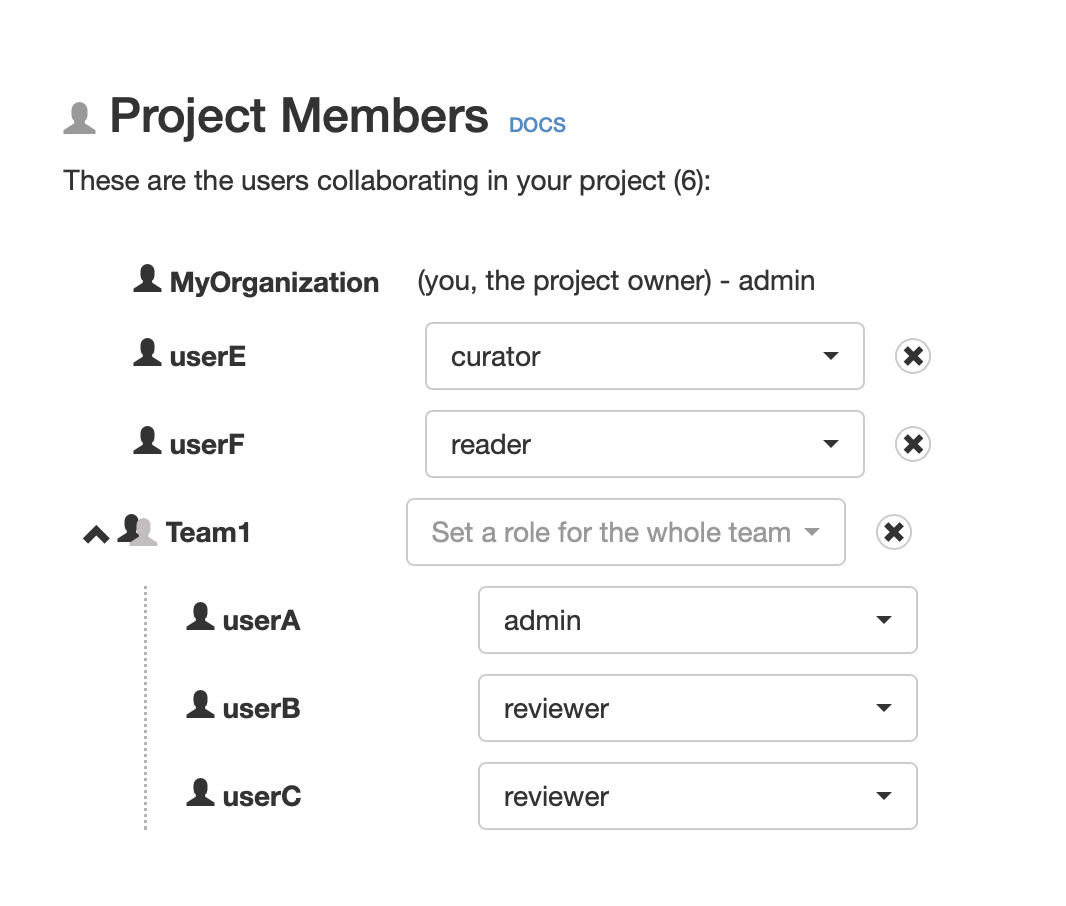 Project Members DOCS
These are the users collaborating in your project (6):
MyOrganization (you, the project owner) - admin
userE curator
userF reader
Team1 Set a role for the whole team
userA admin
userB reviewer
userC reviewer